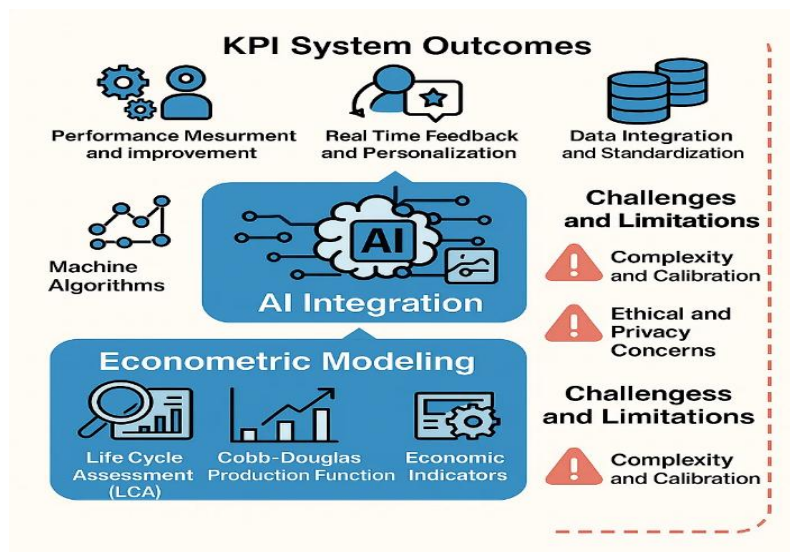 KPI System Outcomes
Performance Mesurment
and improvement
Real Time Feedback
and Personalization
Data Integration
and Standardization
Machine
Algorithms
AI
AI Integration
Challenges
and Limitations
Complexity
and Calibration
Ethical and
Privacy
Concerns
Econometric Modeling
Life Cycle
Assessment
(LCA)
Cobb-Douglas
Production Function
Economic
Indicators
Challengess
and Limitations
Complexity
and Calibration